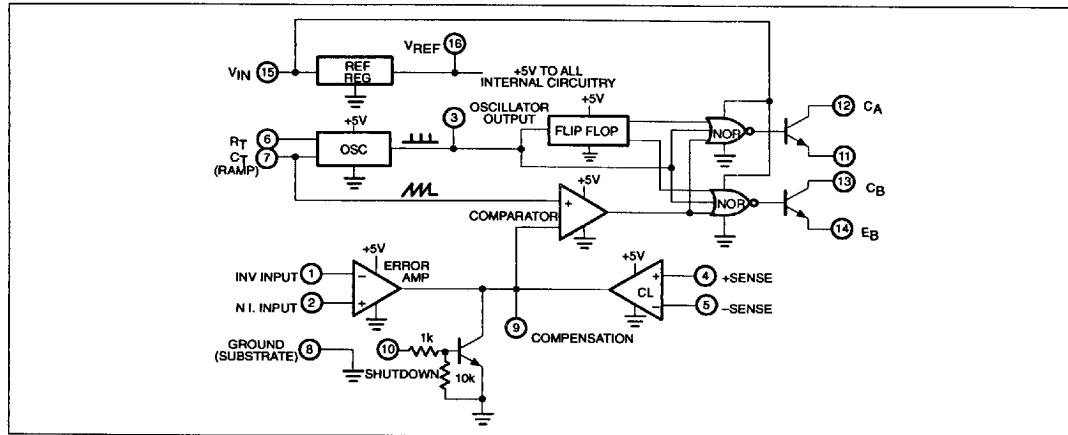 VREF 16
VIN 15 REF REG
+5V TO ALL INTERNAL CIRCUITRY
OSCILLATOR OUTPUT
3
+5V
+5V
RT 6
CT 7
(RAMP)
OSC
FLIP FLOP
NOR
12 CA
11
NOR
13 CB
14 EB
+5V
+
COMPARATOR
+5V
ERROR AMP
INV INPUT 1
−
N I. INPUT 2
+
+5V
CL
+
4 +SENSE
−
5 −SENSE
9
COMPENSATION
GROUND (SUBSTRATE) 8
10
1k
SHUTDOWN
10k